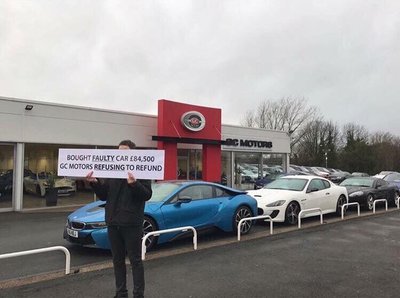 BOUGHT FAULTY CAR £84,500
GC MOTORS REFUSING TO REFUND
GC MOTORS